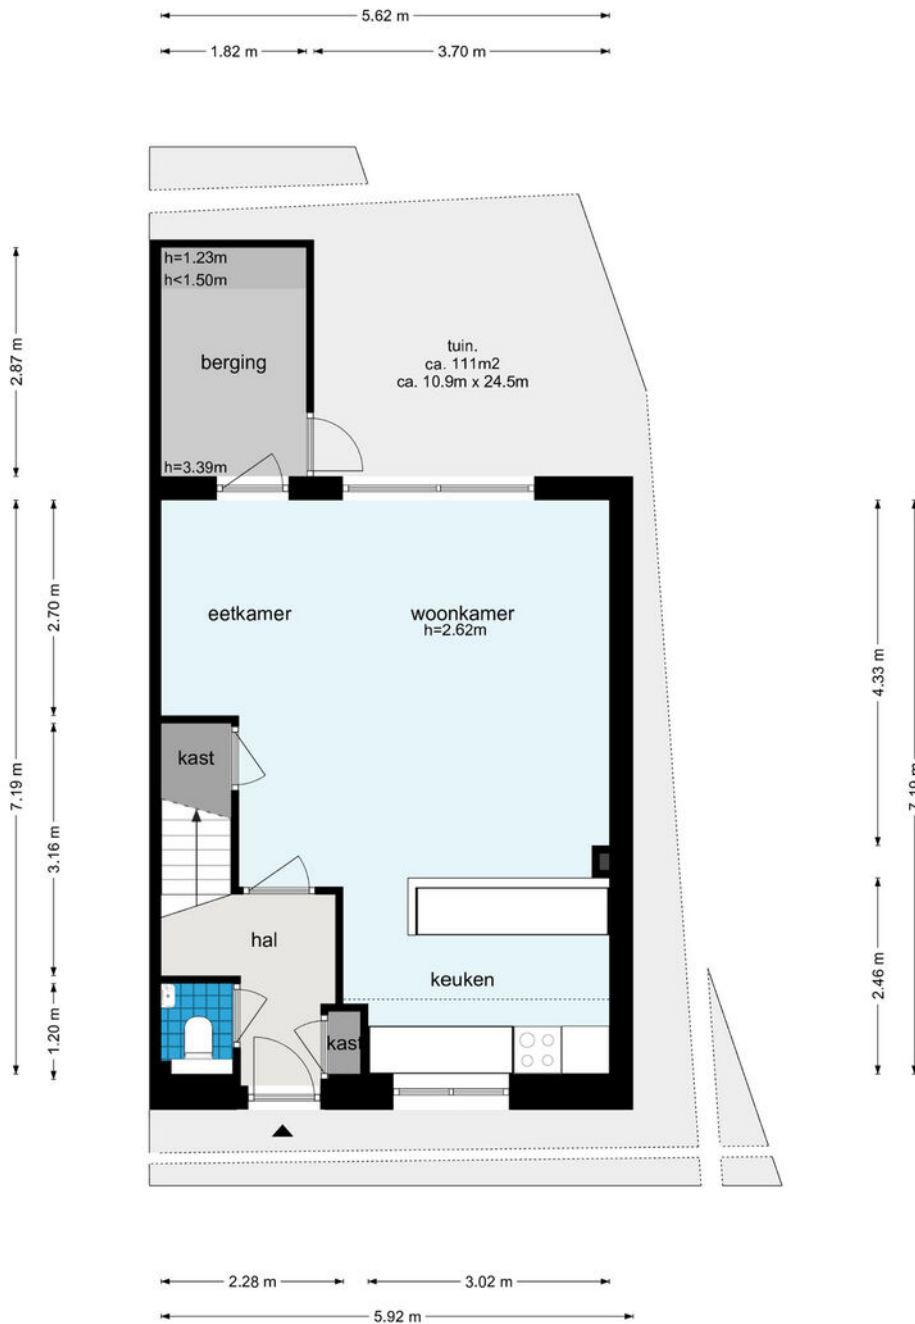 5.62 m
1.82 m
3.70 m
h=1.23m
h<1.50m
berging
tuin.
ca. 111m2
ca. 10.9m x 24.5m
2.87 m
h=3.39m
eetkamer
woonkamer
h=2.62m
2.70 m
4.33 m
kast
7.19 m
7.19 m
3.16 m
hal
keuken
2.46 m
1.20 m
kast
2.28 m
3.02 m
5.92 m